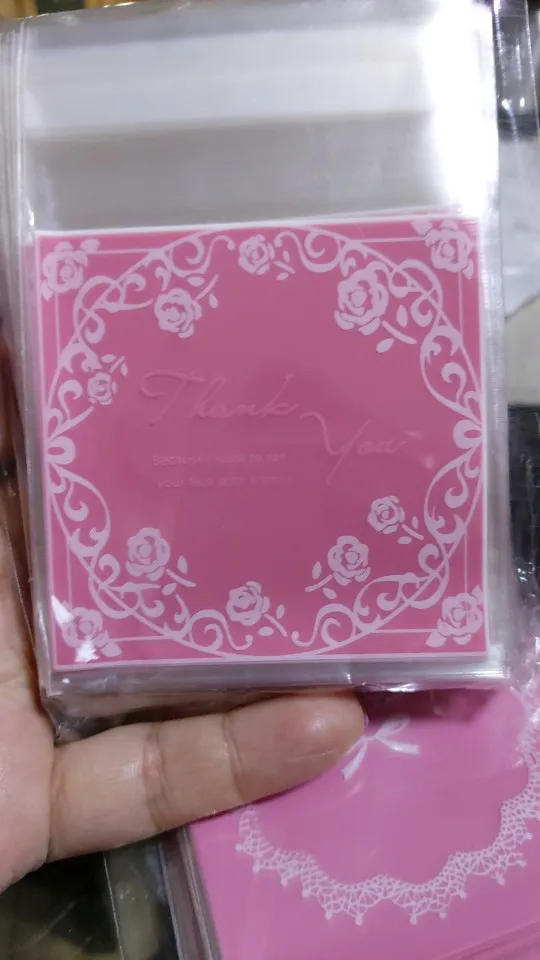 Thank You
Because I want to see
your face with a smile